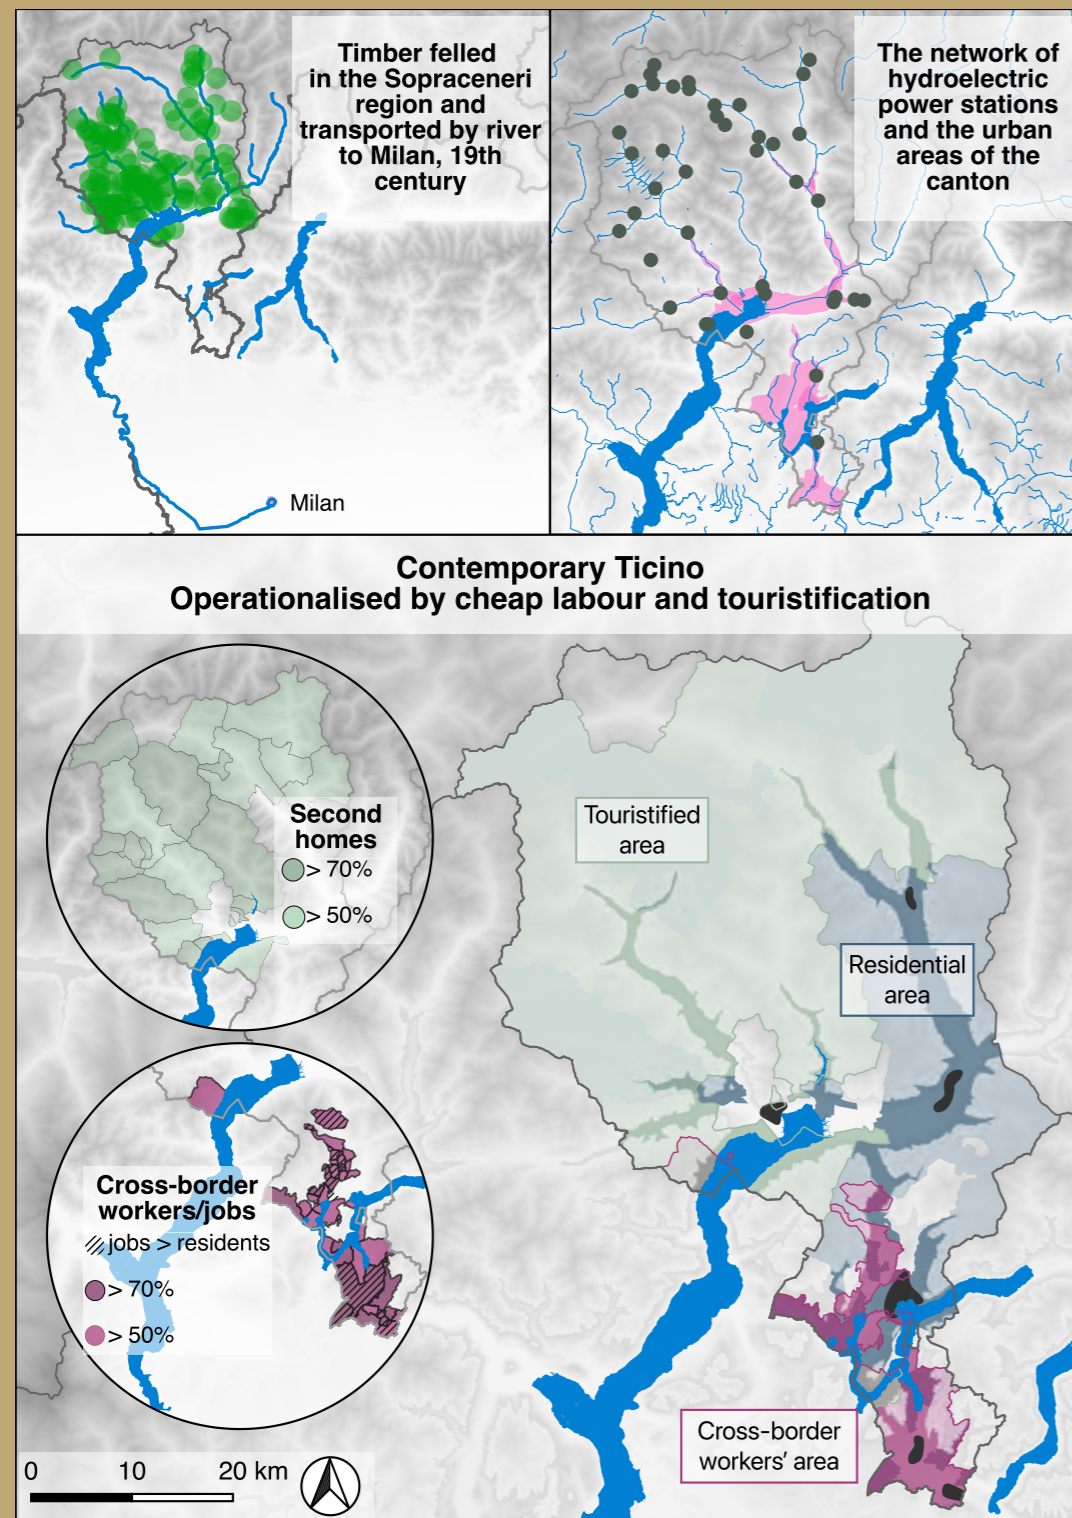 Timber felled
in the Sopraceneri
region and
transported by river
to Milan, 19th
century
Milan
The network of
hydroelectric
power stations
and the urban
areas of the
canton
Contemporary Ticino
Operationalised by cheap labour and touristification
Second
homes
> 70%
> 50%
Touristified
area
Residential
area
Cross-border
workers/jobs
jobs > residents
> 70%
> 50%
Cross-border
workers' area
0 10 20 km